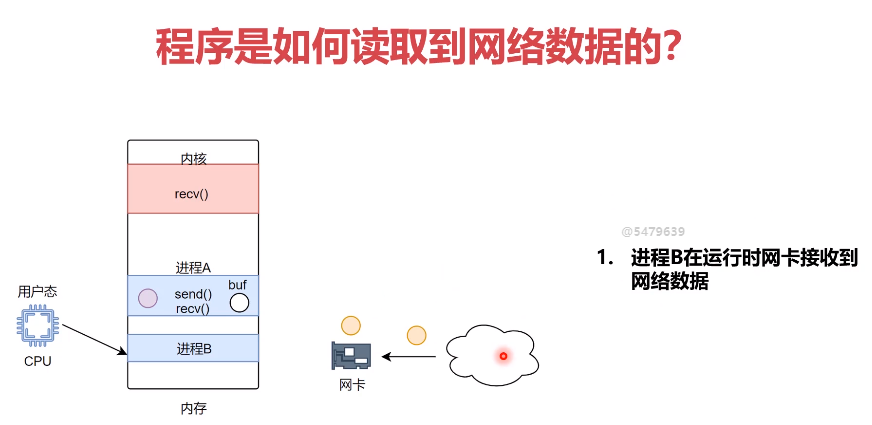 程序是如何读取到网络数据的？
内核
recv()
进程A
buf
send()
recv()
进程B
内存
用户态
CPU
网卡
@5479639
1. 进程B在运行时网卡接收到
网络数据